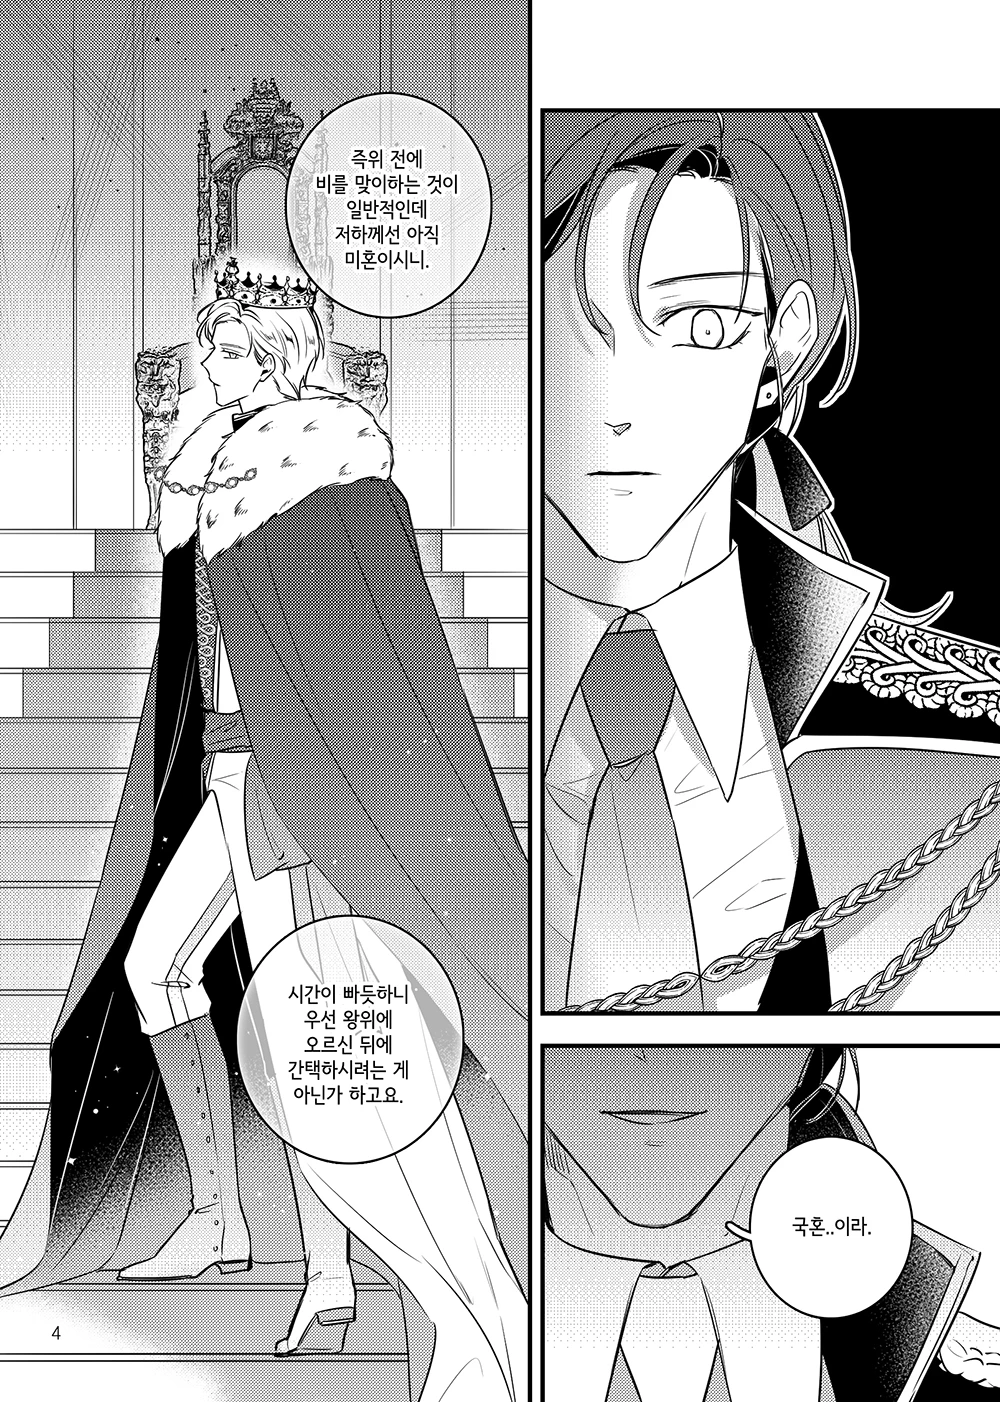 즉위 전에
비를 맞이하는 것이
일반적인데
저하께선 아직
미혼이시니.
시간이 빠듯하니
우선 왕위에
오르신 뒤에
간택하시려는 게
아닌가 하고요.
국혼..이라.
4